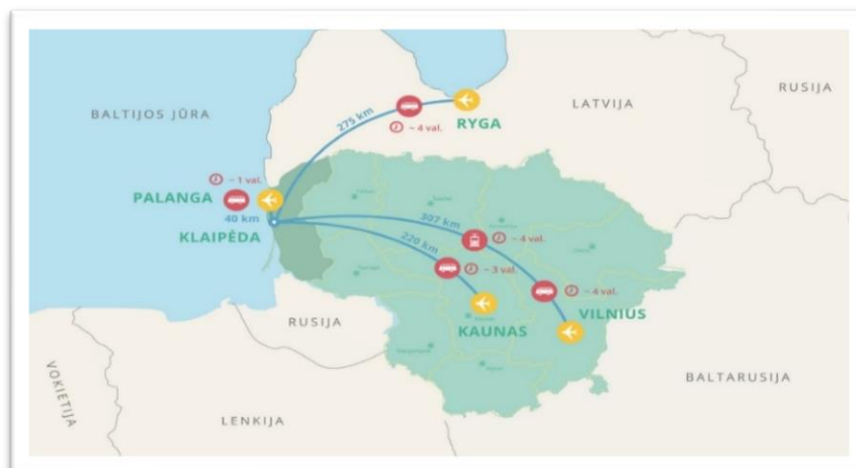 RUSIJA
BALTIJOS JŪRA
LATVIJA
275 km
RYGA
~ 4 val.
~ 1 val.
PALANGA
40 km
KLAIPĖDA
307 km
~ 4 val.
220 km
~ 3 val.
~ 4 val.
VILNIUS
RUSIJA
KAUNAS
BALTARUSIJA
VOKIETIJA
LENKIJA